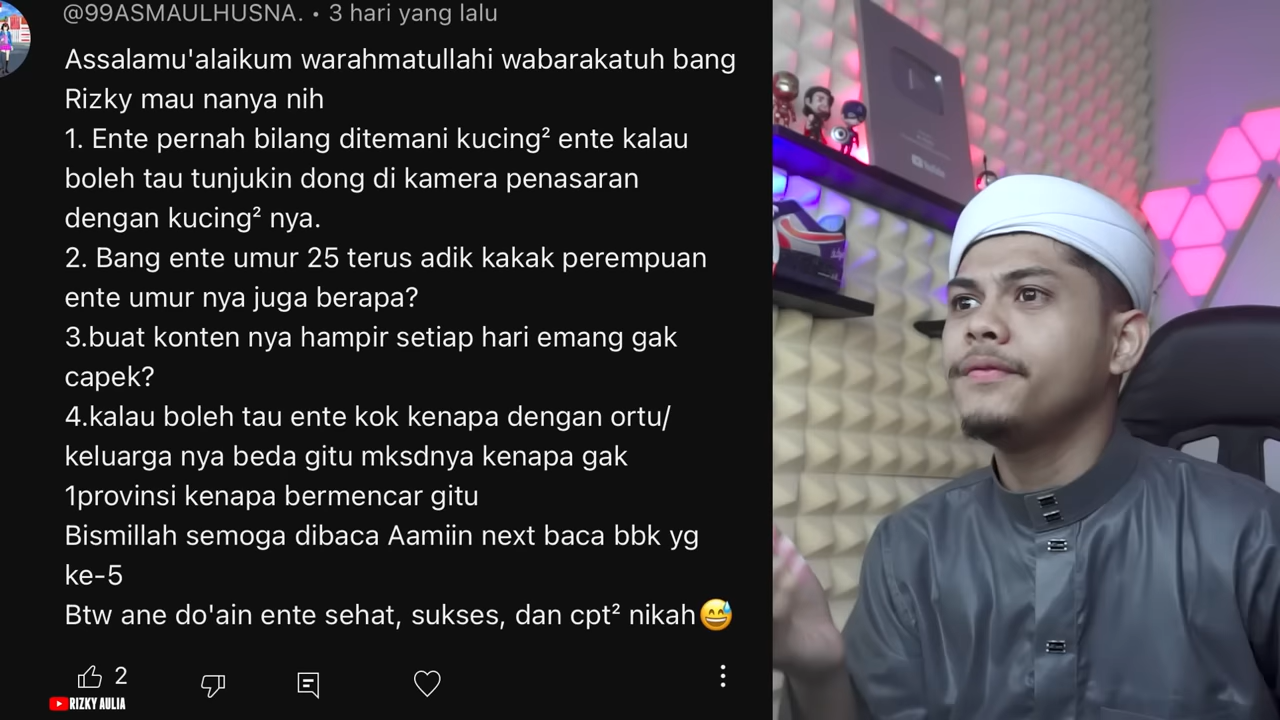 @99ASMAULHUSNA. • 3 hari yang lalu
Assalamu'alaikum warahmatullahi wabarakatuh bang
Rizky mau nanya nih
1. Ente pernah bilang ditemani kucing² ente kalau
boleh tau tunjukin dong di kamera penasaran
dengan kucing² nya.
2. Bang ente umur 25 terus adik kakak perempuan
ente umur nya juga berapa?
3.buat konten nya hampir setiap hari emang gak
capek?
4.kalau boleh tau ente kok kenapa dengan ortu/
keluarga nya beda gitu mksdnya kenapa gak
1provinsi kenapa bermencar gitu
Bismillah semoga dibaca Aamiin next baca bbk yg
ke-5
Btw ane do'ain ente sehat, sukses, dan cpt² nikah😅
2
RIZKY AULIA
YouTube